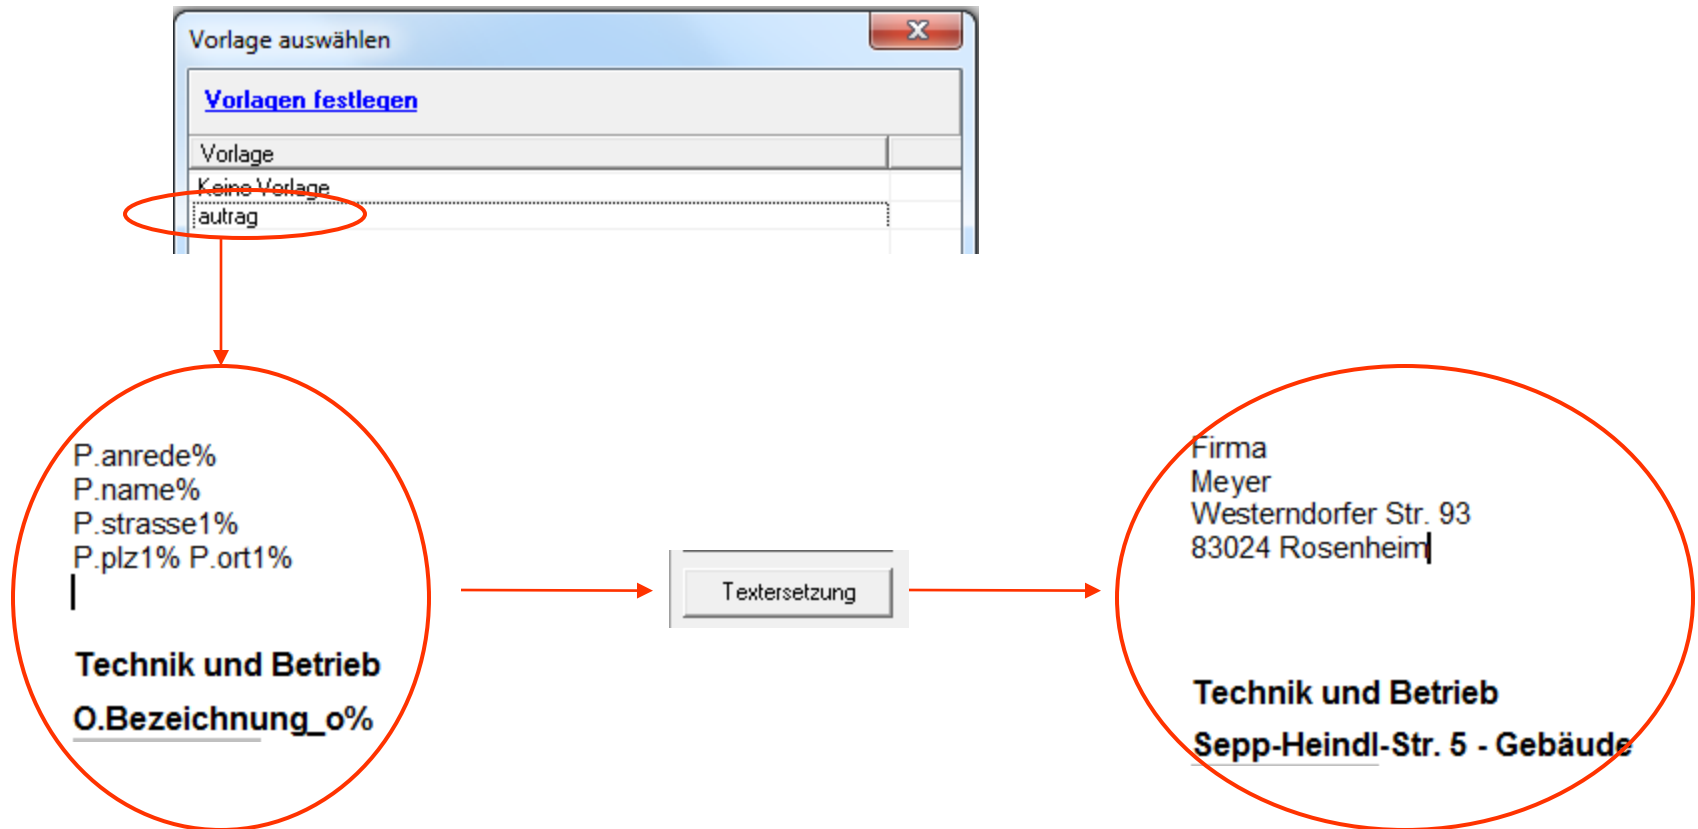 Vorlage auswählen
Vorlagen festlegen
Vorlage
Keine Vorlage
autrag
P.anrede%
P.name%
P.strasse1%
P.plz1% P.ort1%
Technik und Betrieb
O.Bezeichnung_o%
Textersetzung
Firma
Meyer
Westerndorfer Str. 93
83024 Rosenheim
Technik und Betrieb
Sepp-Heindl-Str. 5 - Gebäude